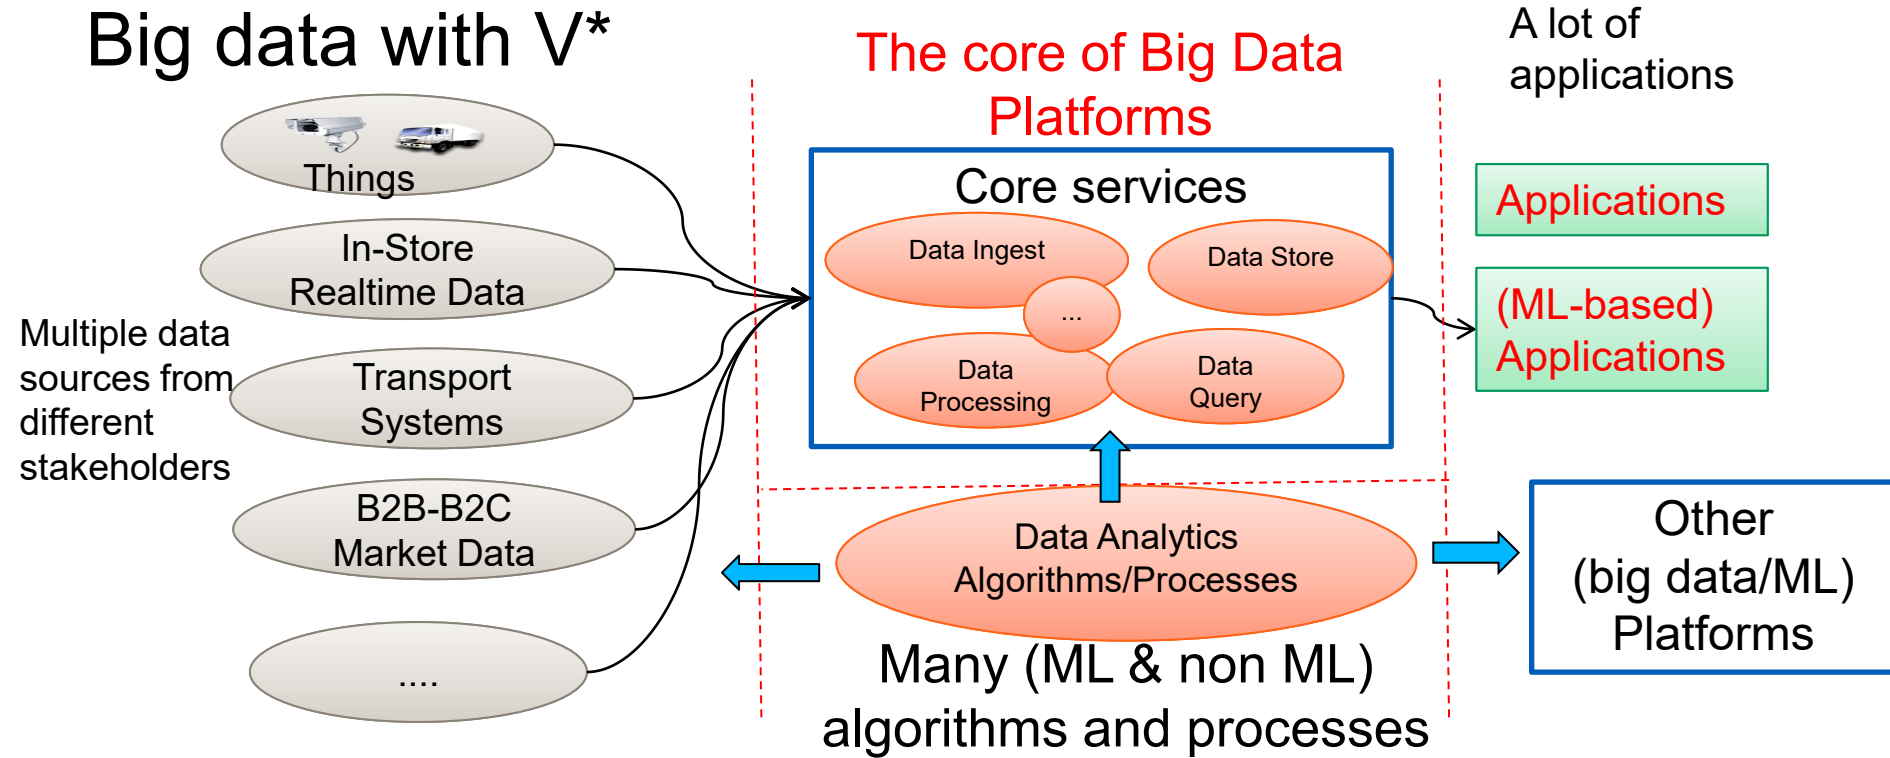 Big data with V*
Things
In-Store
Realtime Data
Multiple data
sources from
different
stakeholders
Transport
Systems
B2B-B2C
Market Data
....
The core of Big Data
Platforms
Core services
Data Ingest
Data Store
...
Data
Processing
Data
Query
Data Analytics
Algorithms/Processes
Many (ML & non ML)
algorithms and processes
A lot of
applications
Applications
(ML-based)
Applications
Other
(big data/ML)
Platforms